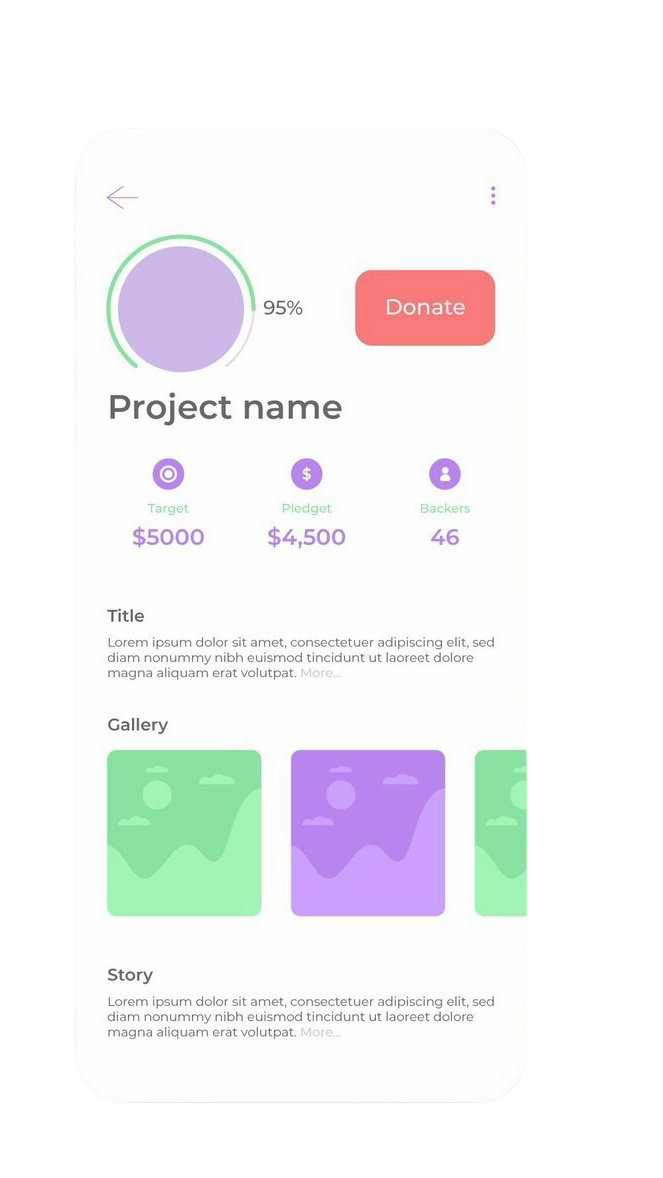 95%
Donate
Project name
$
Target Pledget Backers
$5000 $4,500 46
Title
Lorem ipsum dolor sit amet, consectetuer adipiscing elit, sed
diam nonummy nibh euismod tincidunt ut laoreet dolore
magna aliquam erat volutpat. More...
Gallery
Story
Lorem ipsum dolor sit amet, consectetuer adipiscing elit, sed
diam nonummy nibh euismod tincidunt ut laoreet dolore
magna aliquam erat volutpat. More...